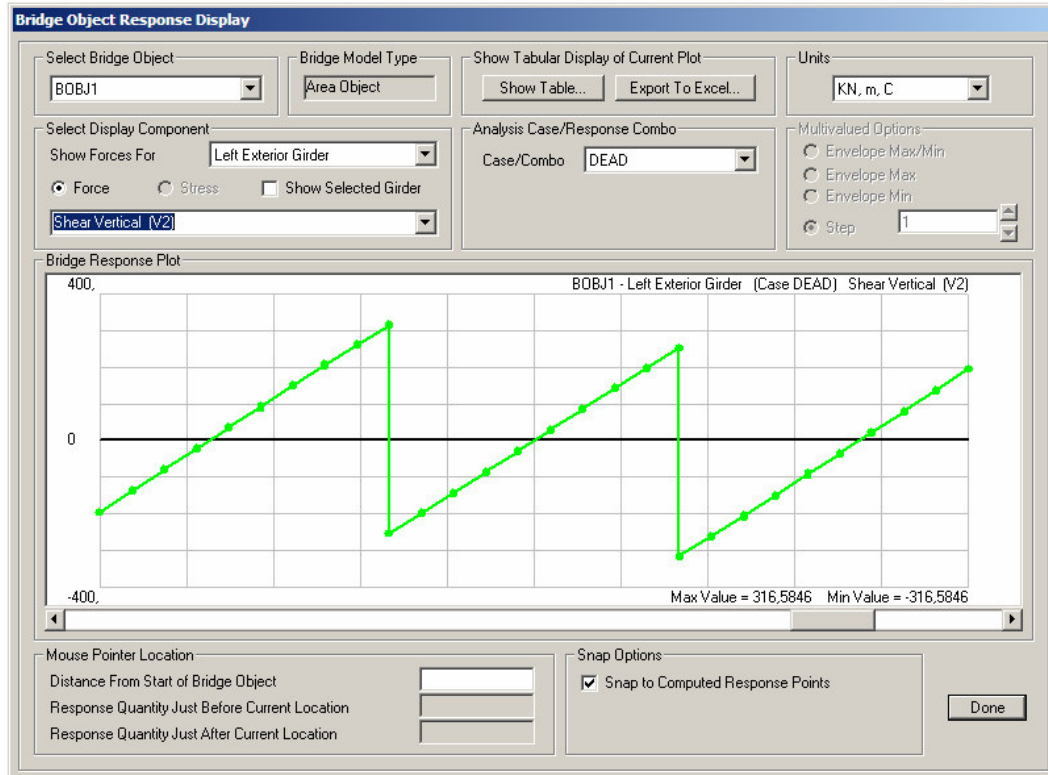 Bridge Object Response Display
Select Bridge Object
BOBJ1
Bridge Model Type
Area Object
Show Tabular Display of Current Plot
Show Table...
Export To Excel...
Units
KN, m, C
Select Display Component
Show Forces For
Left Exterior Girder
Force
Stress
Show Selected Girder
Shear Vertical (V2)
Analysis Case/Response Combo
Case/Combo
DEAD
Multivalued Options
Envelope Max/Min
Envelope Max
Envelope Min
Step
1
Bridge Response Plot
400,
BOBJ1 - Left Exterior Girder (Case DEAD) Shear Vertical (V2)
0
-400,
Max Value = 316,5846 Min Value = -316,5846
Mouse Pointer Location
Distance From Start of Bridge Object
Response Quantity Just Before Current Location
Response Quantity Just After Current Location
Snap Options
Snap to Computed Response Points
Done